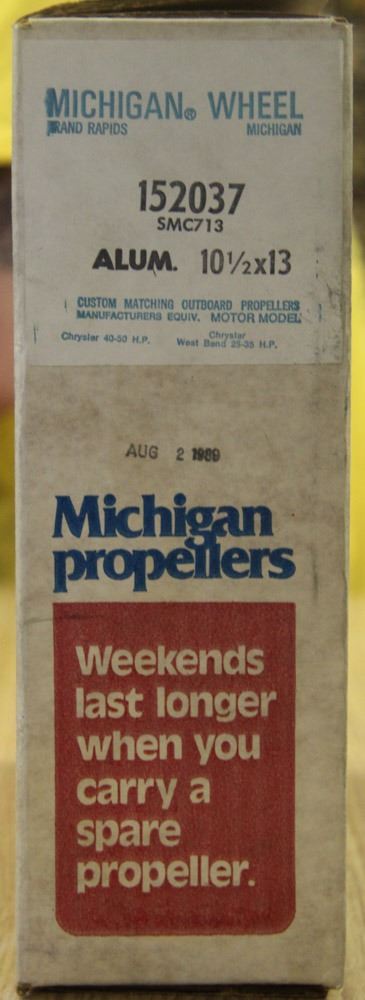 MICHIGAN® WHEEL
RAND RAPIDS MICHIGAN
152037
SMC713
ALUM. 10½x13
CUSTOM MATCHING OUTBOARD PROPELLERS
MANUFACTURERS EQUIV. MOTOR MODEL
Chrysler 40-50 H.P. Chrysler
West Bend 25-35 H.P.
AUG 2 1989
Michigan
propellers
Weekends
last longer
when you
carry a
spare
propeller.